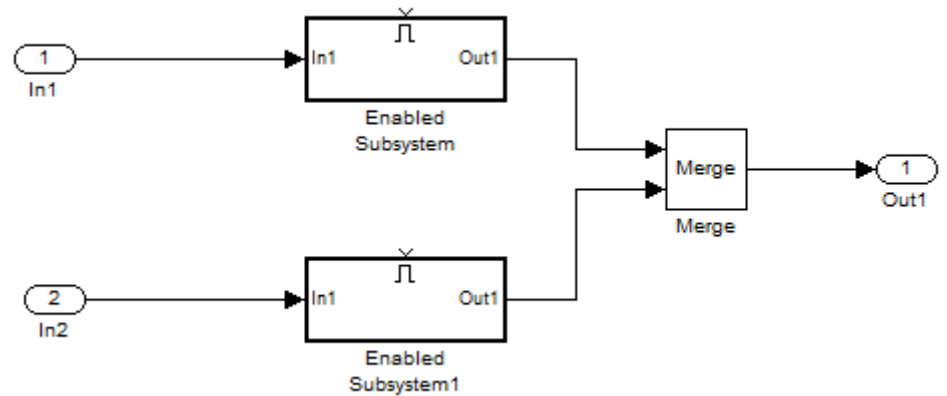 1
In1
In1
Out1
Enabled
Subsystem
Merge
Merge
1
Out1
2
In2
In1
Out1
Enabled
Subsystem1